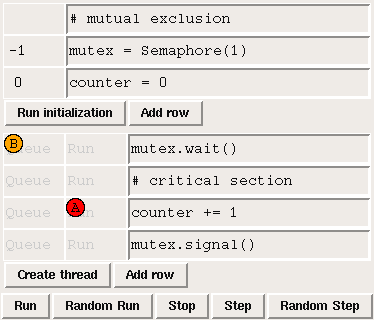 # mutual exclusion
-1 mutex = Semaphore(1)
0 counter = 0
Run initialization Add row
B Queue Run mutex.wait()
Queue Run # critical section
Queue A Run counter += 1
Queue Run mutex.signal()
Create thread Add row
Run Random Run Stop Step Random Step